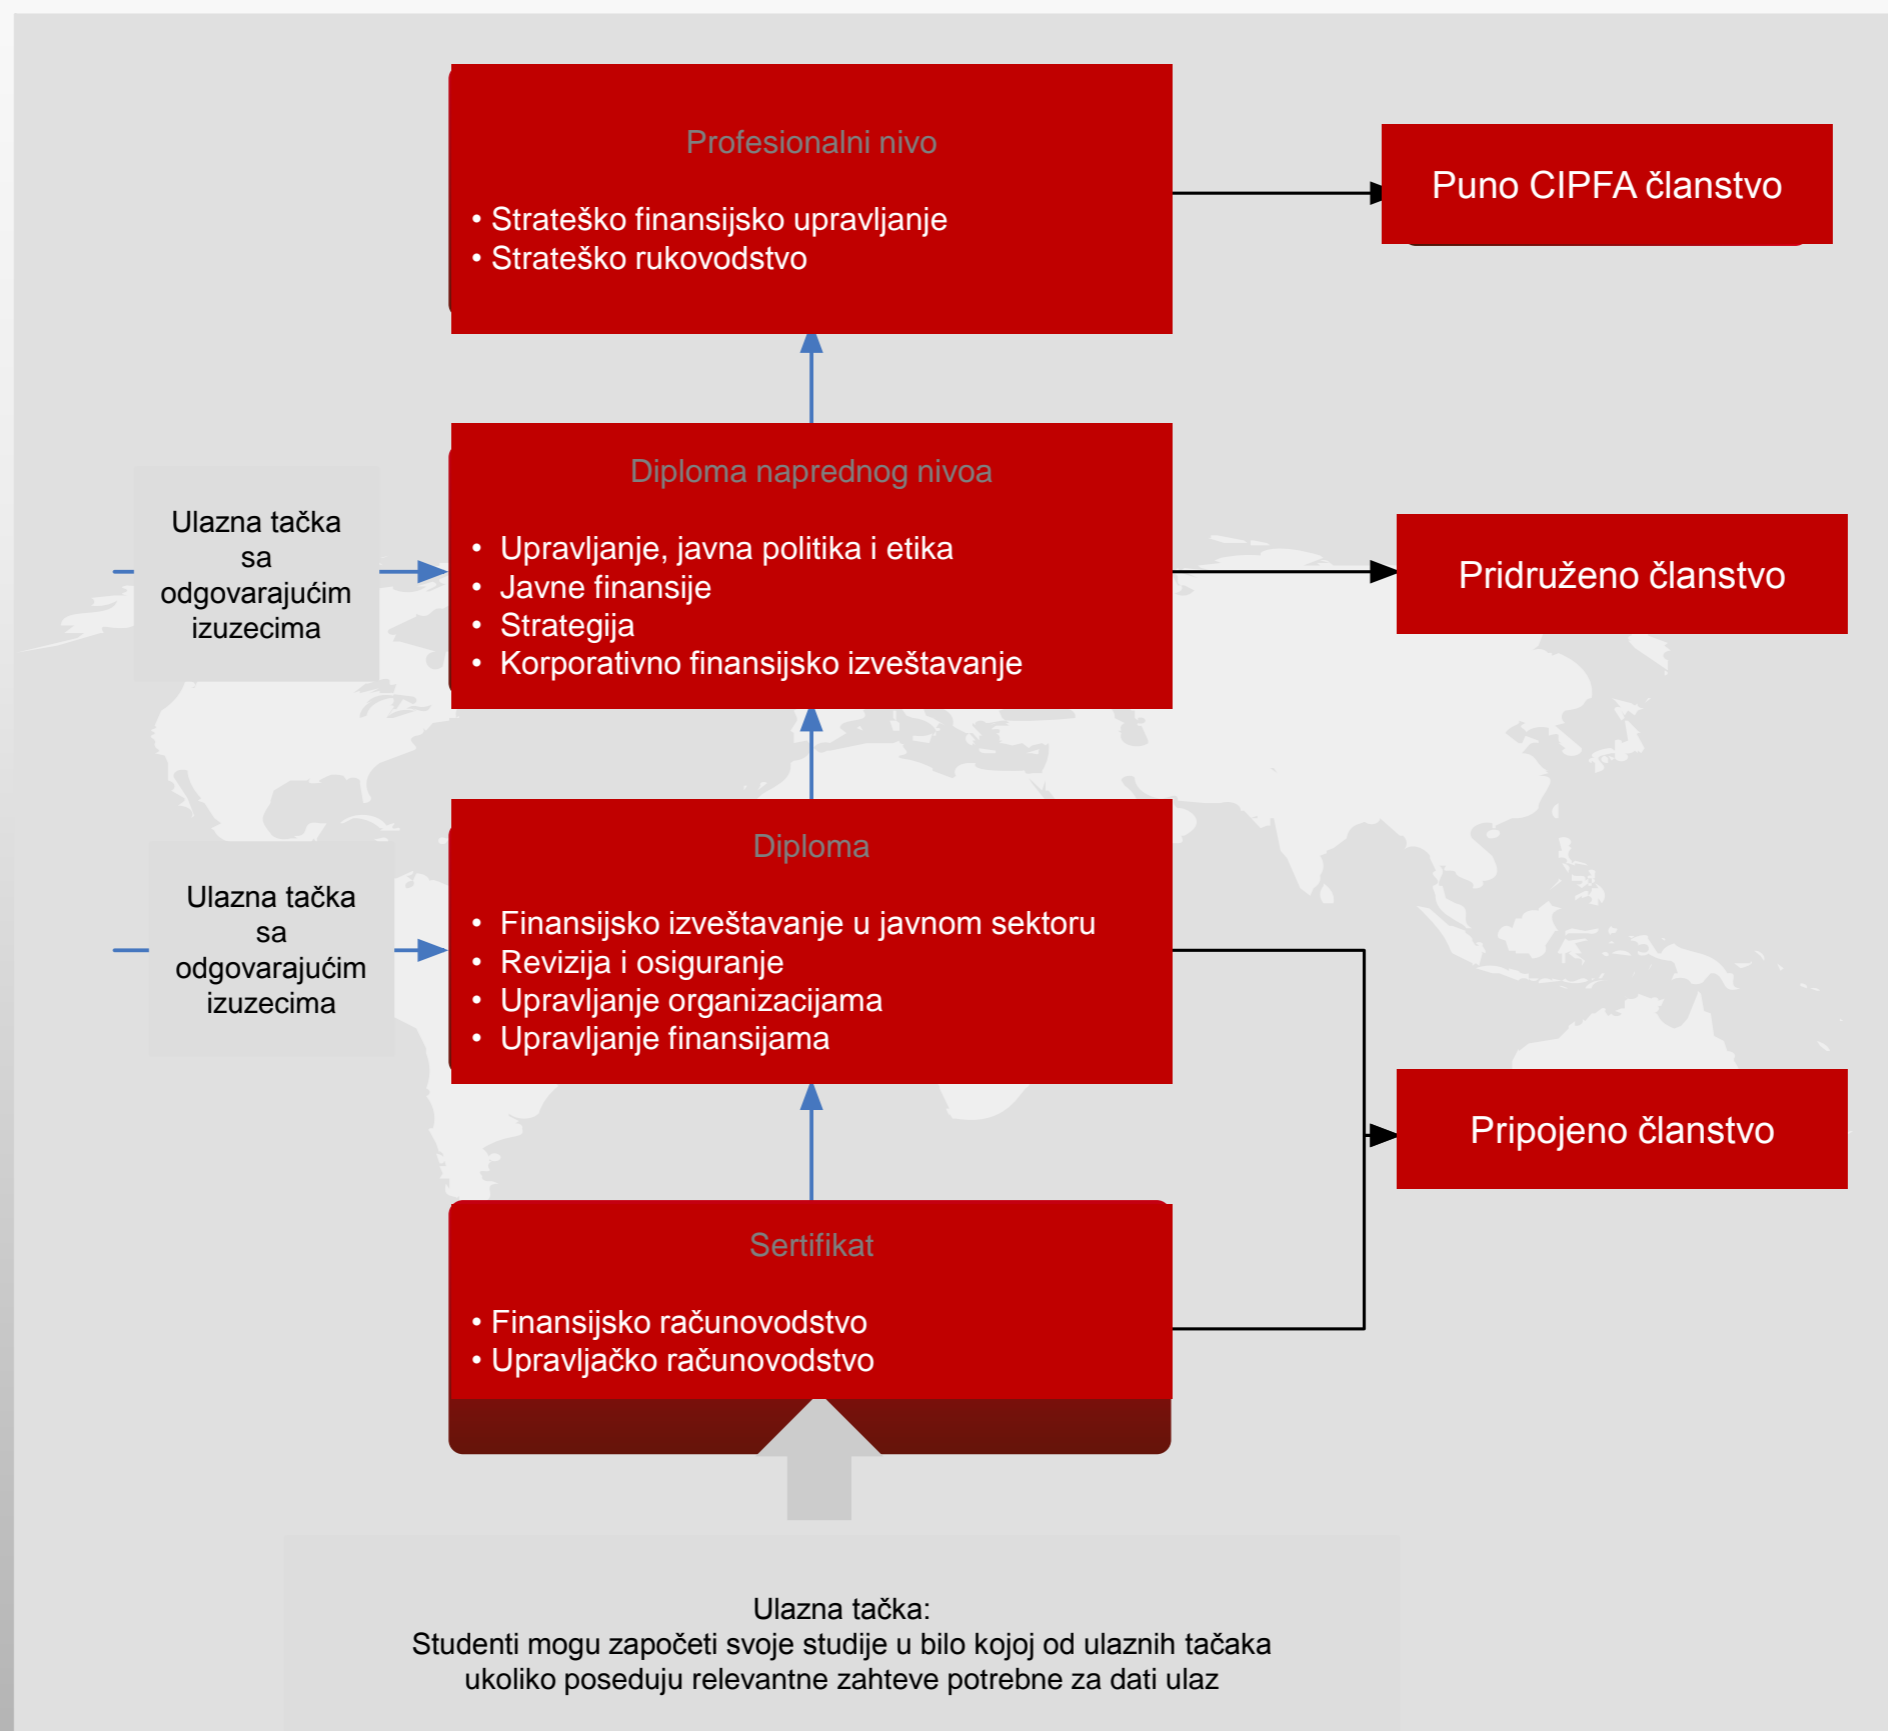 Profesionalni nivo
• Strateško finansijsko upravljanje
• Strateško rukovodstvo
Puno CIPFA članstvo
Ulazna tačka
sa
odgovarajućim
izuzecima
Diploma naprednog nivoa
• Upravljanje, javna politika i etika
• Javne finansije
• Strategija
• Korporativno finansijsko izveštavanje
Pridruženo članstvo
Ulazna tačka
sa
odgovarajućim
izuzecima
Diploma
• Finansijsko izveštavanje u javnom sektoru
• Revizija i osiguranje
• Upravljanje organizacijama
• Upravljanje finansijama
Pripojeno članstvo
Sertifikat
• Finansijsko računovodstvo
• Upravljačko računovodstvo
Ulazna tačka:
Studenti mogu započeti svoje studije u bilo kojoj od ulaznih tačaka
ukoliko poseduju relevantne zahteve potrebne za dati ulaz